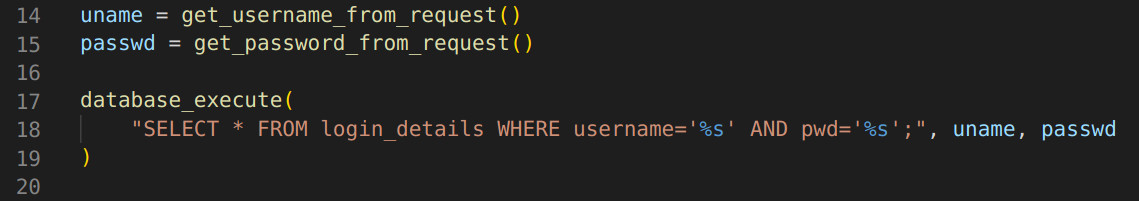 14 uname = get_username_from_request()
15 passwd = get_password_from_request()
16
17 database_execute(
18 "SELECT * FROM login_details WHERE username='%s' AND pwd='%s';", uname, passwd
19 )
20